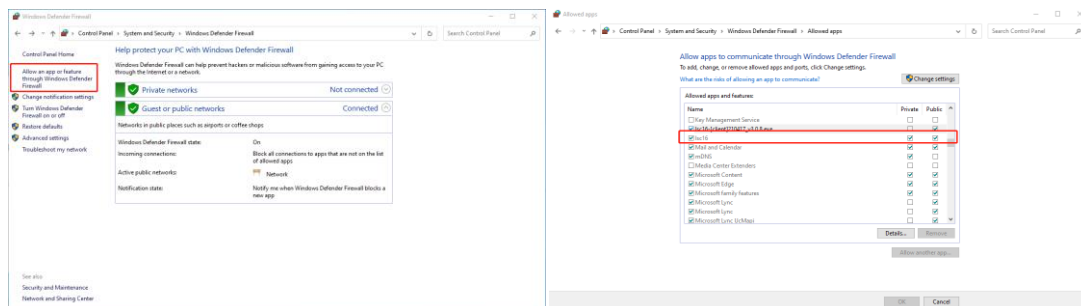 Windows Defender Firewall
Control Panel > System and Security > Windows Defender Firewall
Search Control Panel
Control Panel Home
Allow an app or feature
through Windows Defender
Firewall
Change notification settings
Turn Windows Defender
Firewall on or off
Restore defaults
Advanced settings
Troubleshoot my network
See also
Security and Maintenance
Network and Sharing Center
Help protect your PC with Windows Defender Firewall
Windows Defender Firewall can help prevent hackers or malicious software from gaining access to your PC
through the Internet or a network.
Private networks Not connected
Guest or public networks Connected
Networks in public places such as airports or coffee shops
Windows Defender Firewall state: On
Incoming connections: Block all connections to apps that are not on the list
of allowed apps
Active public networks: Network
Notification state: Notify me when Windows Defender Firewall blocks a
new app
Allowed apps
Control Panel > System and Security > Windows Defender Firewall > Allowed apps
Search Control Panel
Allow apps to communicate through Windows Defender Firewall
To add, change, or remove allowed apps and ports, click Change settings.
What are the risks of allowing an app to communicate?
Change settings
Allowed apps and features:
Name Private Public
Key Management Service
lsc16
Mail and Calendar
mDNS
Media Center Extenders
Microsoft Content
Microsoft Edge
Microsoft family features
Microsoft Lync
Microsoft Lync
Microsoft Lync UcMapi
Details... Remove
Allow another app...
OK Cancel